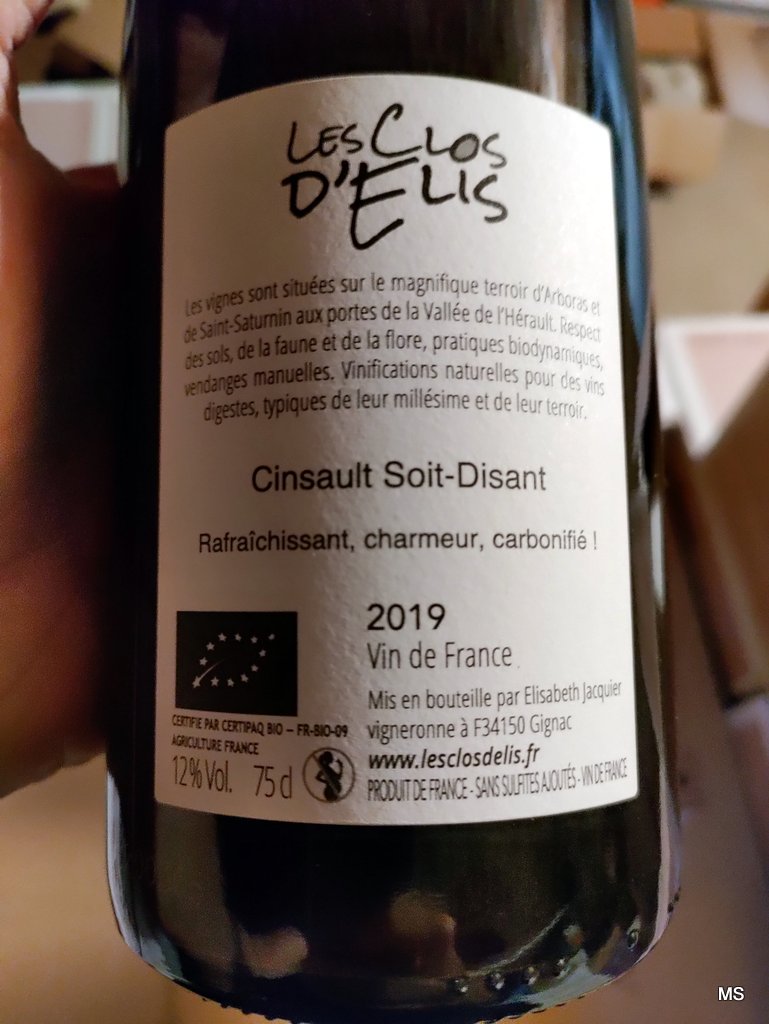 LES CLOS
D'ELIS
Les vignes sont situées sur le magnifique terroir d'Arboras et
de Saint-Saturnin aux portes de la Vallée de l'Hérault. Respect
des sols, de la faune et de la flore, pratiques biodynamiques,
vendanges manuelles. Vinifications naturelles pour des vins
digestes, typiques de leur millésime et de leur terroir.
Cinsault Soit-Disant
Rafraîchissant, charmeur, carbonifié !
2019
Vin de France
Mis en bouteille par Elisabeth Jacquier
vigneronne à F34150 Gignac
www.lesclosdelis.fr
PRODUIT DE FRANCE - SANS SULFITES AJOUTÉS - VIN DE FRANCE
CERTIFIE PAR CERTIPAQ BIO – FR-BIO-09
AGRICULTURE FRANCE
12%Vol. 75cl
MS